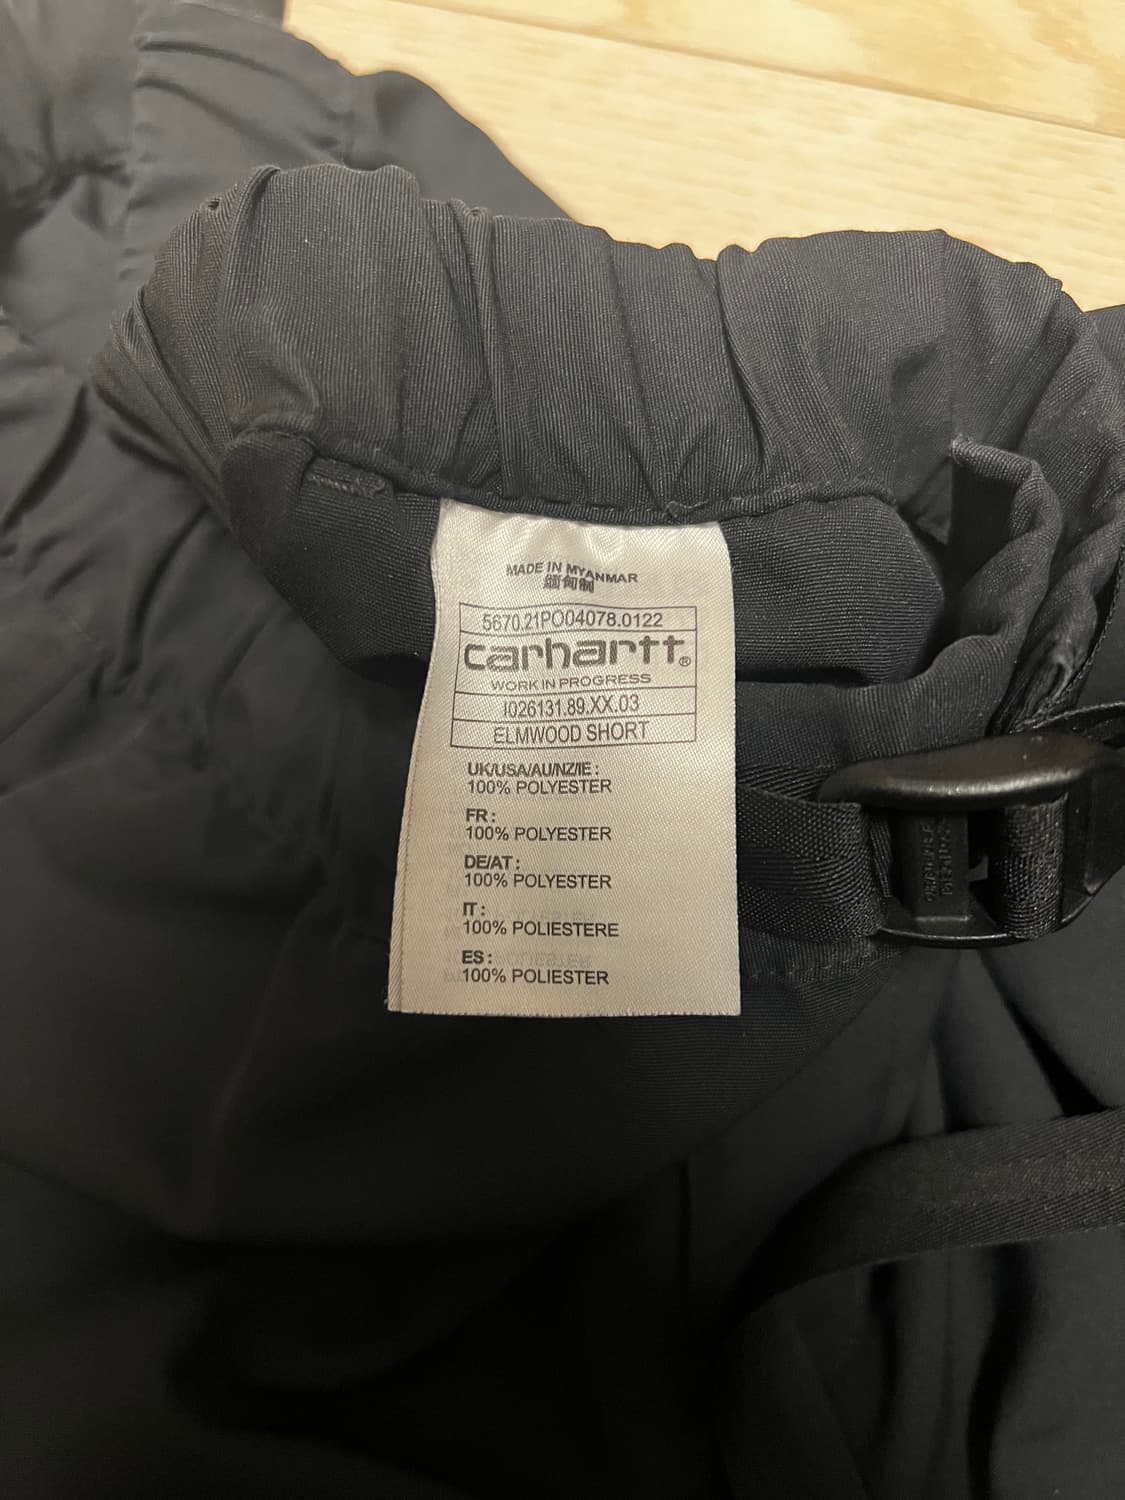 MADE IN MYANMAR
緬甸制
5670.21PO04078.0122
carhartt®
WORK IN PROGRESS
I026131.89.XX.03
ELMWOOD SHORT
UK/USA/AU/NZ/IE :
100% POLYESTER
FR :
100% POLYESTER
DE/AT :
100% POLYESTER
IT :
100% POLIESTERE
ES :
100% POLIESTER